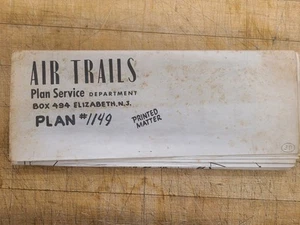 AIR TRAILS
Plan Service DEPARTMENT
BOX 494 ELIZABETH, N.J.
PLAN #1149
PRINTED
MATTER